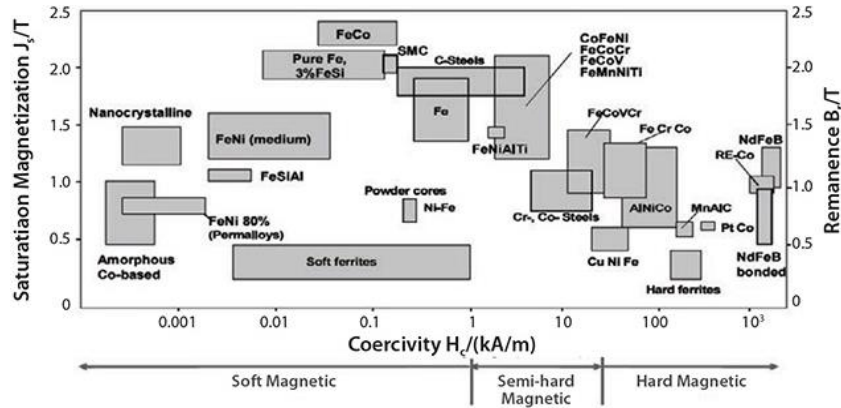 Saturatiaon Magnetization Jₛ/T
2.5
2.0
1.5
1.0
0.5
0
FeCo
SMC
Pure Fe,
3%FeSi
C-Steels
CoFeNi
FeCoCr
FeCoV
FeMnNiTi
Nanocrystalline
Fe
FeNi (medium)
FeNiAlTi
FeCoVCr
Fe Cr Co
NdFeB
RE-Co
FeSiAl
Powder cores
Ni-Fe
FeNi 80%
(Permalloys)
Cr-, Co- Steels
AlNiCo
MnAlC
Pt Co
Amorphous
Co-based
Soft ferrites
Cu Ni Fe
Hard ferrites
NdFeB
bonded
2.5
2.0
1.5
1.0
0.5
0
Remanence Bᵣ/T
0.001
0.01
0.1
1
10
100
10³
Coercivity H꜀/(kA/m)
Soft Magnetic
Semi-hard
Magnetic
Hard Magnetic